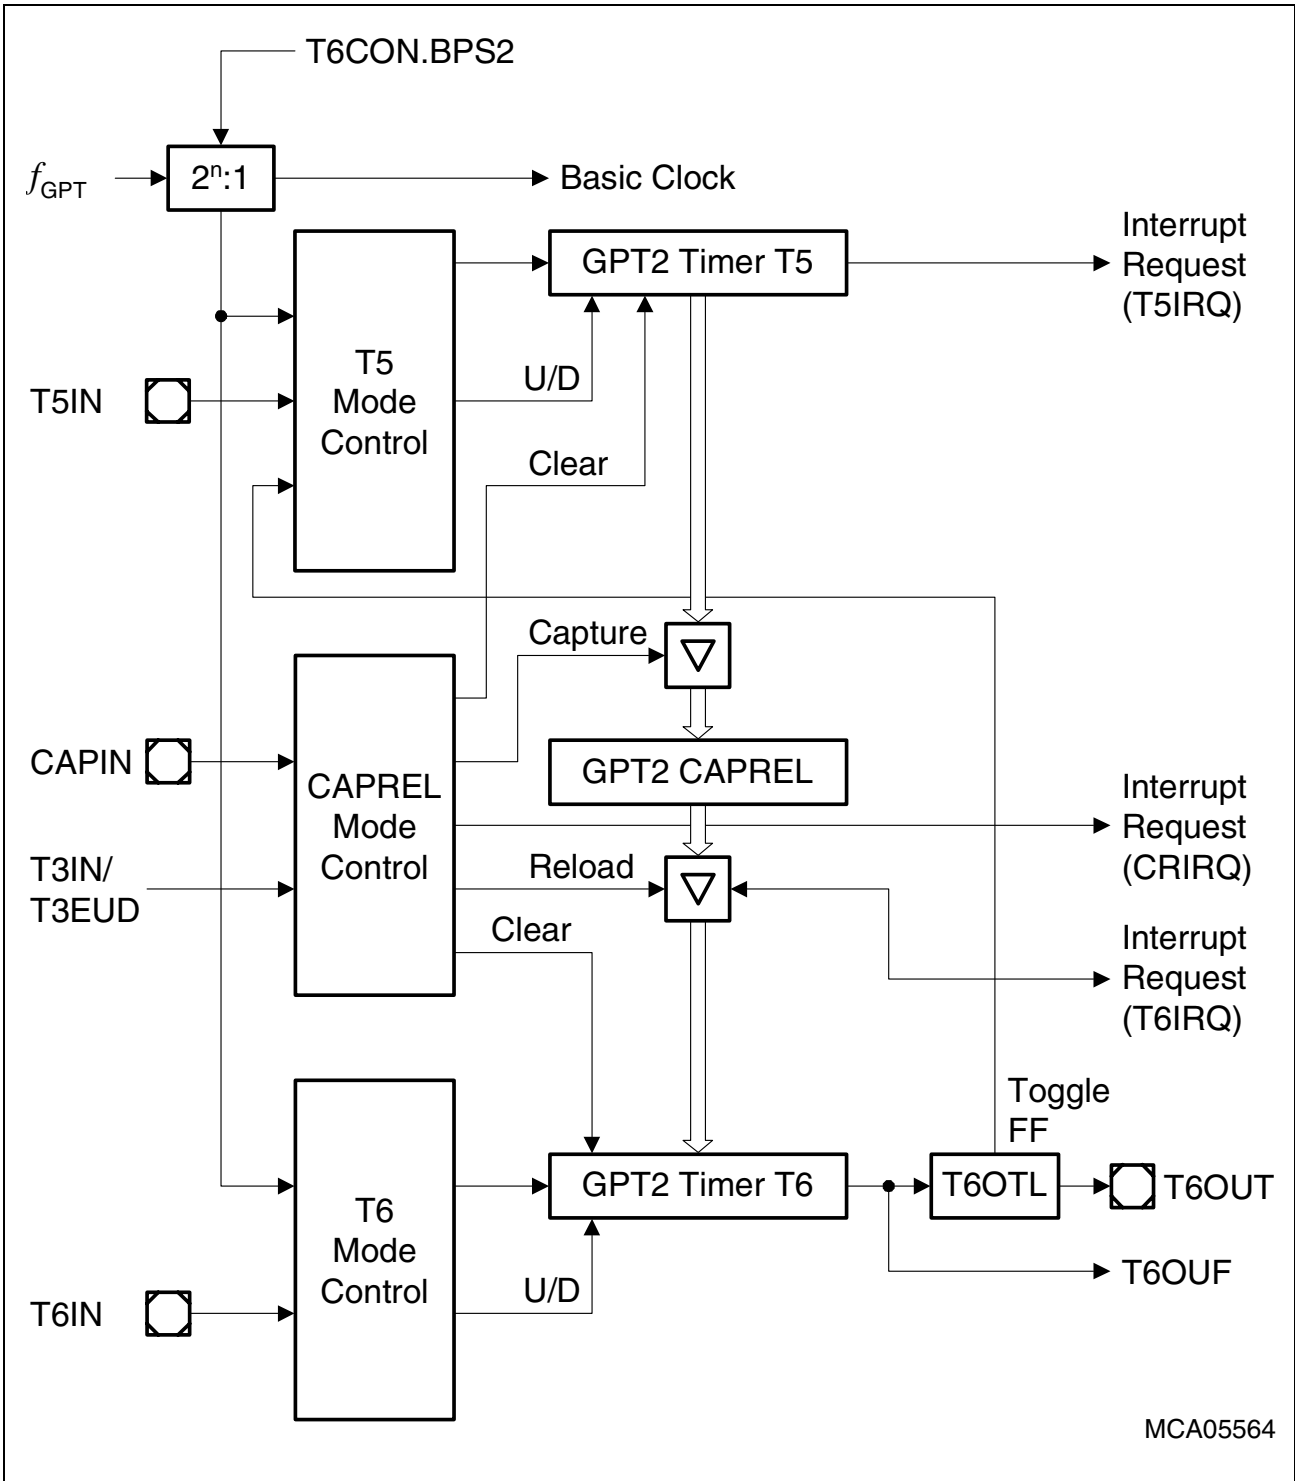 T6CON.BPS2
fGPT
2n:1
Basic Clock
GPT2 Timer T5
Interrupt
Request
(T5IRQ)
T5
Mode
Control
U/D
T5IN
Clear
Capture
CAPIN
CAPREL
Mode
Control
GPT2 CAPREL
Interrupt
Request
(CRIRQ)
T3IN/
T3EUD
Reload
Clear
Interrupt
Request
(T6IRQ)
Toggle
FF
T6
Mode
Control
GPT2 Timer T6
T6OTL
T6OUT
U/D
T6OUF
T6IN
MCA05564